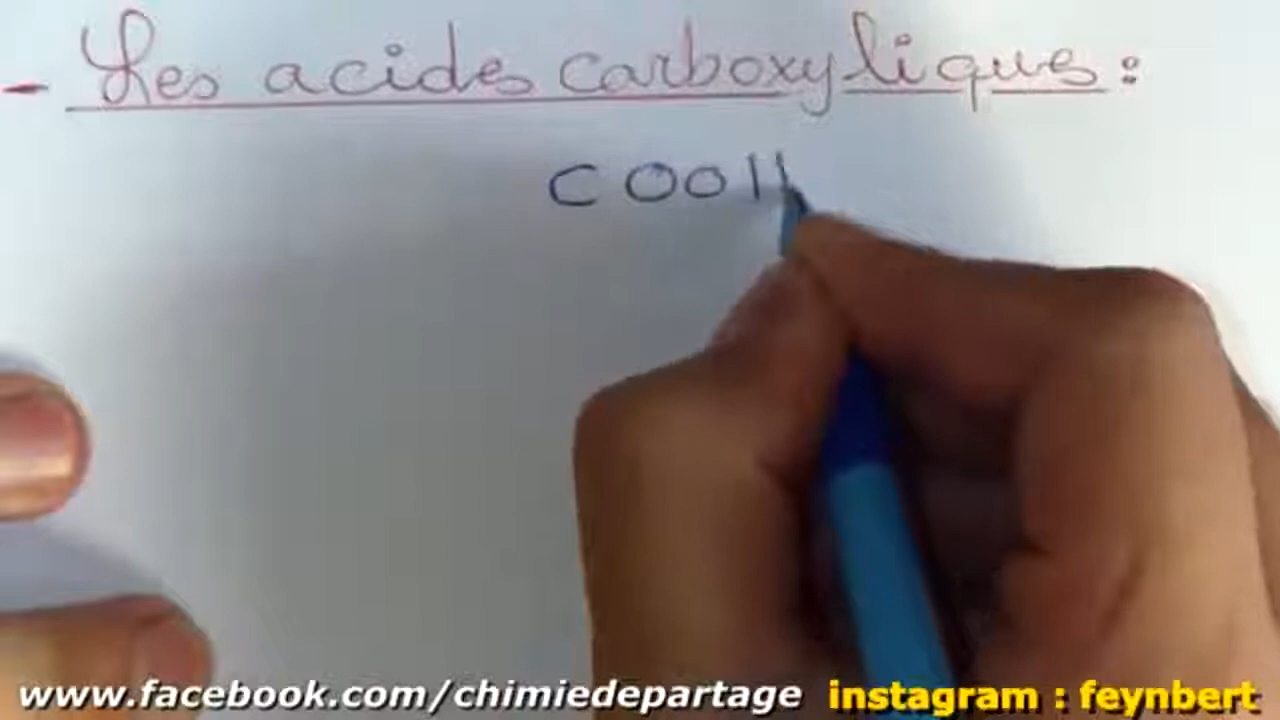 - Les acides carboxyliques :
COOH
www.facebook.com/chimiedepartage instagram : feynbert